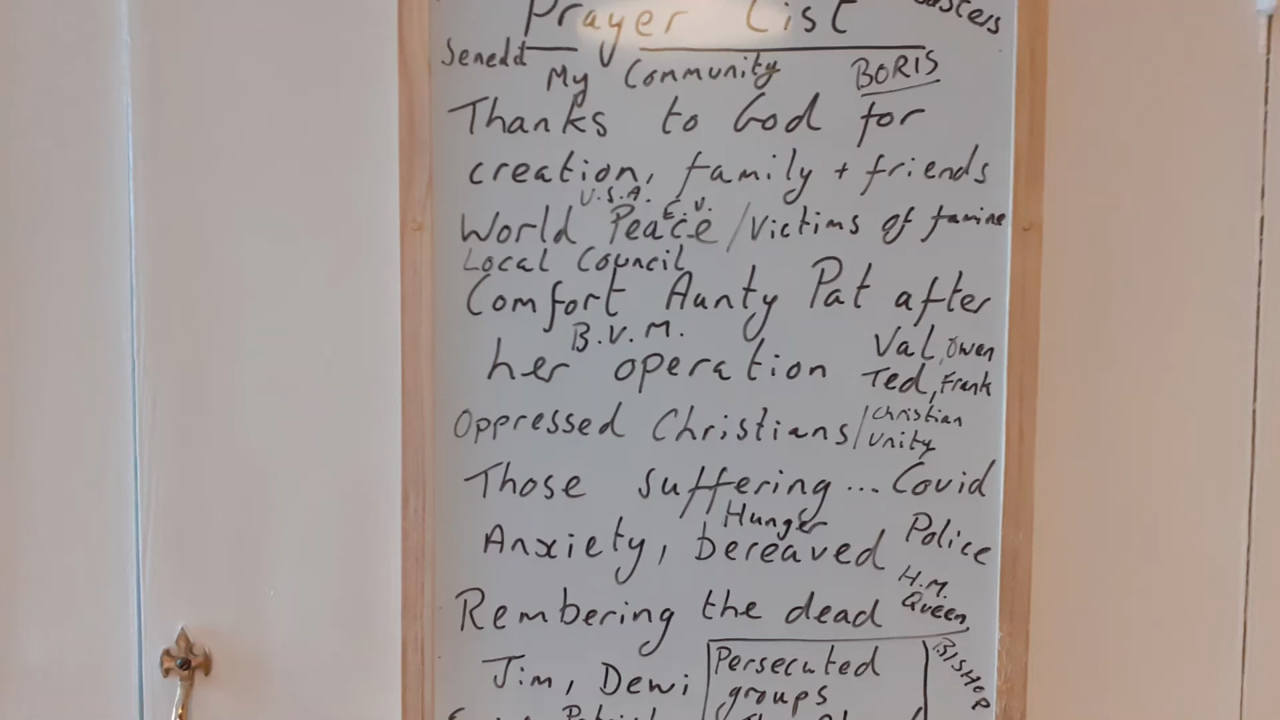 Prayer List
Senedd
My Community BORIS
Thanks to God for
creation, family + friends
U.S.A. E.U.
World Peace / Victims of famine
Local Council
Comfort Aunty Pat after
B.V.M. Val, Owen
her operation Ted, Frank
Oppressed Christians / Christian
Unity
Those suffering... Covid
Hunger Police
Anxiety, bereaved
H.M.
Queen,
Rembering the dead
BISHOP
Jim, Dewi Persecuted
groups